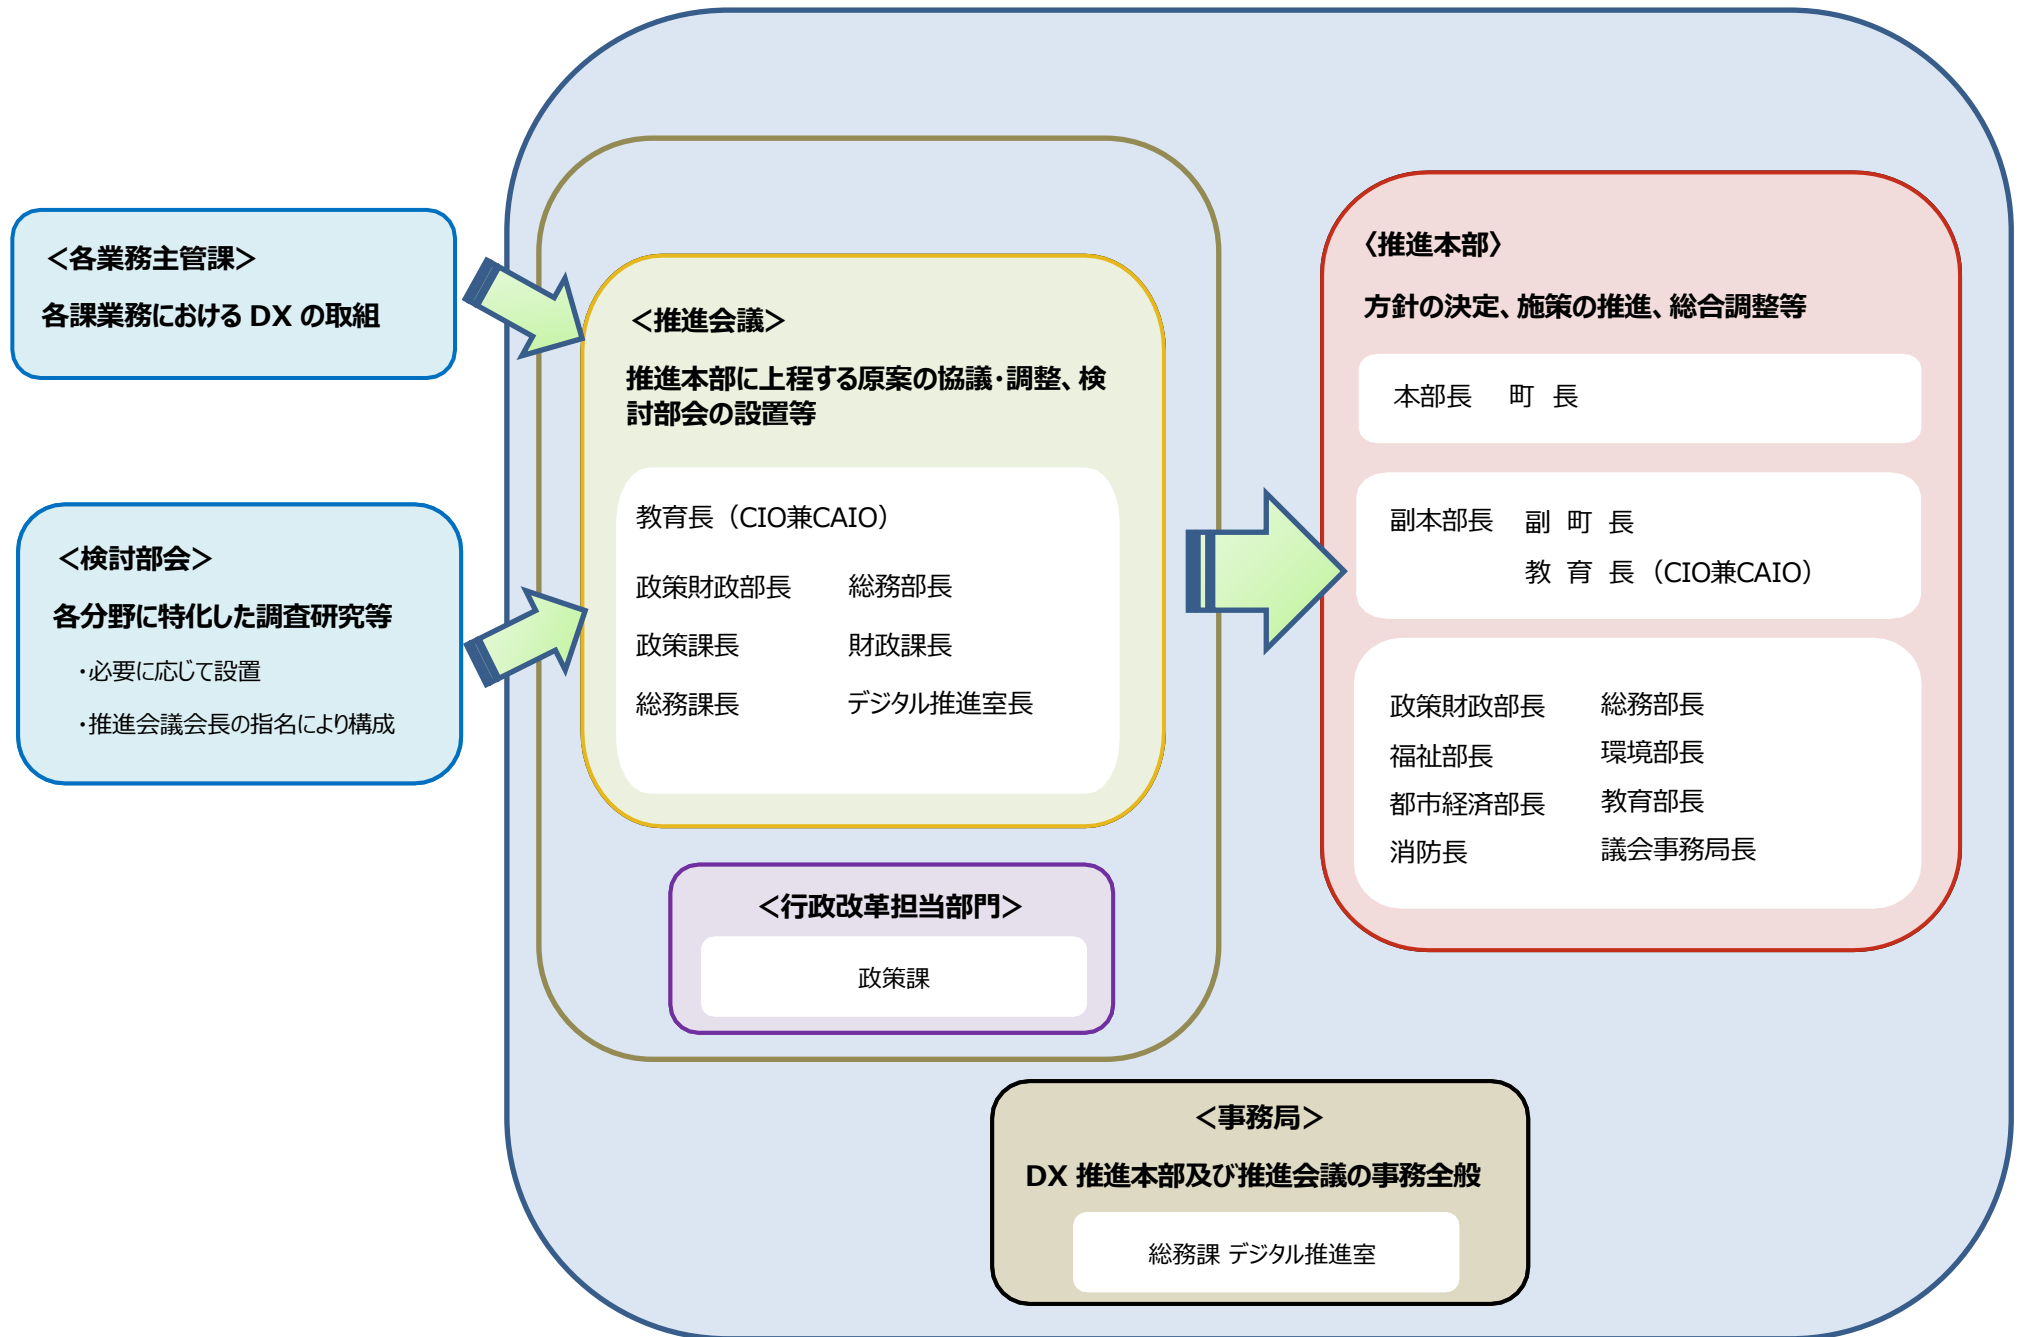 ＜各業務主管課＞
各課業務における DX の取組
＜検討部会＞
各分野に特化した調査研究等
・必要に応じて設置
・推進会議会長の指名により構成
＜推進会議＞
推進本部に上程する原案の協議・調整、検
討部会の設置等
教育長（CIO兼CAIO）
政策財政部長　総務部長
政策課長　財政課長
総務課長　デジタル推進室長
＜行政改革担当部門＞
政策課
〈推進本部〉
方針の決定、施策の推進、総合調整等
本部長　町 長
副本部長　副 町 長
教 育 長（CIO兼CAIO）
政策財政部長　総務部長
福祉部長　環境部長
都市経済部長　教育部長
消防長　議会事務局長
＜事務局＞
DX 推進本部及び推進会議の事務全般
総務課 デジタル推進室